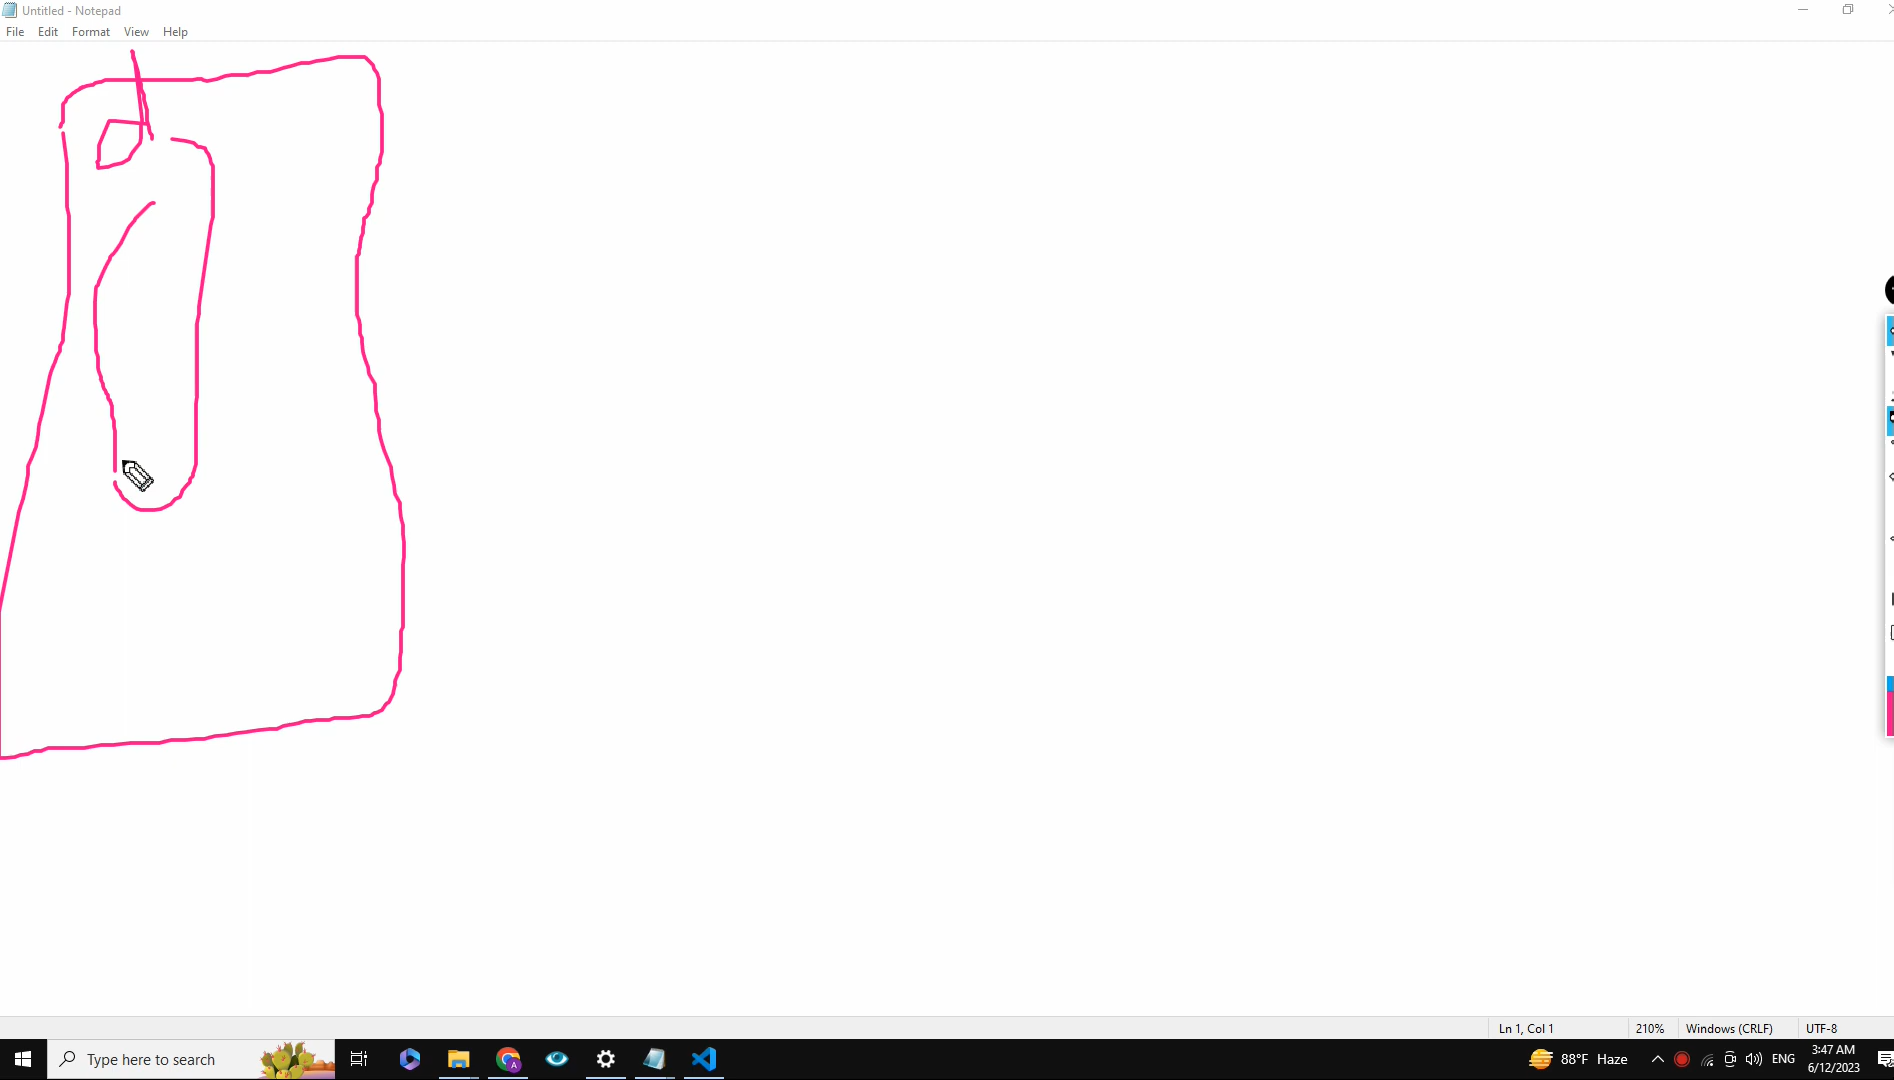 Untitled - Notepad
File Edit Format View Help
Ln 1, Col 1 210% Windows (CRLF) UTF-8
Type here to search A 88°F Haze ENG 3:47 AM
6/12/2023